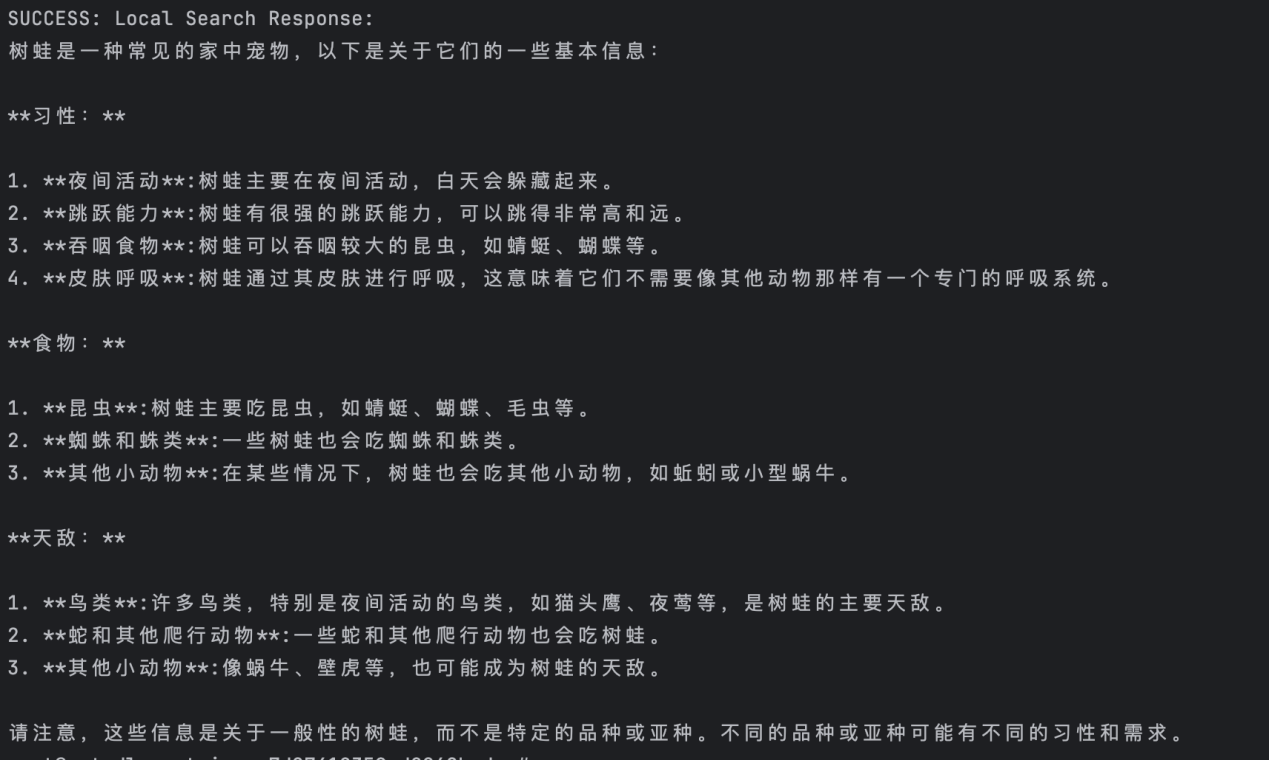 SUCCESS: Local Search Response:
树蛙是一种常见的家中宠物，以下是关于它们的一些基本信息：
**习性：**
1. **夜间活动**:树蛙主要在夜间活动，白天会躲藏起来。
2. **跳跃能力**:树蛙有很强的跳跃能力，可以跳得非常高和远。
3. **吞咽食物**:树蛙可以吞咽较大的昆虫，如蜻蜓、蝴蝶等。
4. **皮肤呼吸**:树蛙通过其皮肤进行呼吸，这意味着它们不需要像其他动物那样有一个专门的呼吸系统。
**食物：**
1. **昆虫**:树蛙主要吃昆虫，如蜻蜓、蝴蝶、毛虫等。
2. **蜘蛛和蛛类**:一些树蛙也会吃蜘蛛和蛛类。
3. **其他小动物**:在某些情况下，树蛙也会吃其他小动物，如蚯蚓或小型蜗牛。
**天敌：**
1. **鸟类**:许多鸟类，特别是夜间活动的鸟类，如猫头鹰、夜莺等，是树蛙的主要天敌。
2. **蛇和其他爬行动物**:一些蛇和其他爬行动物也会吃树蛙。
3. **其他小动物**:像蜗牛、壁虎等，也可能成为树蛙的天敌。
请注意，这些信息是关于一般性的树蛙，而不是特定的品种或亚种。不同的品种或亚种可能有不同的习性和需求。